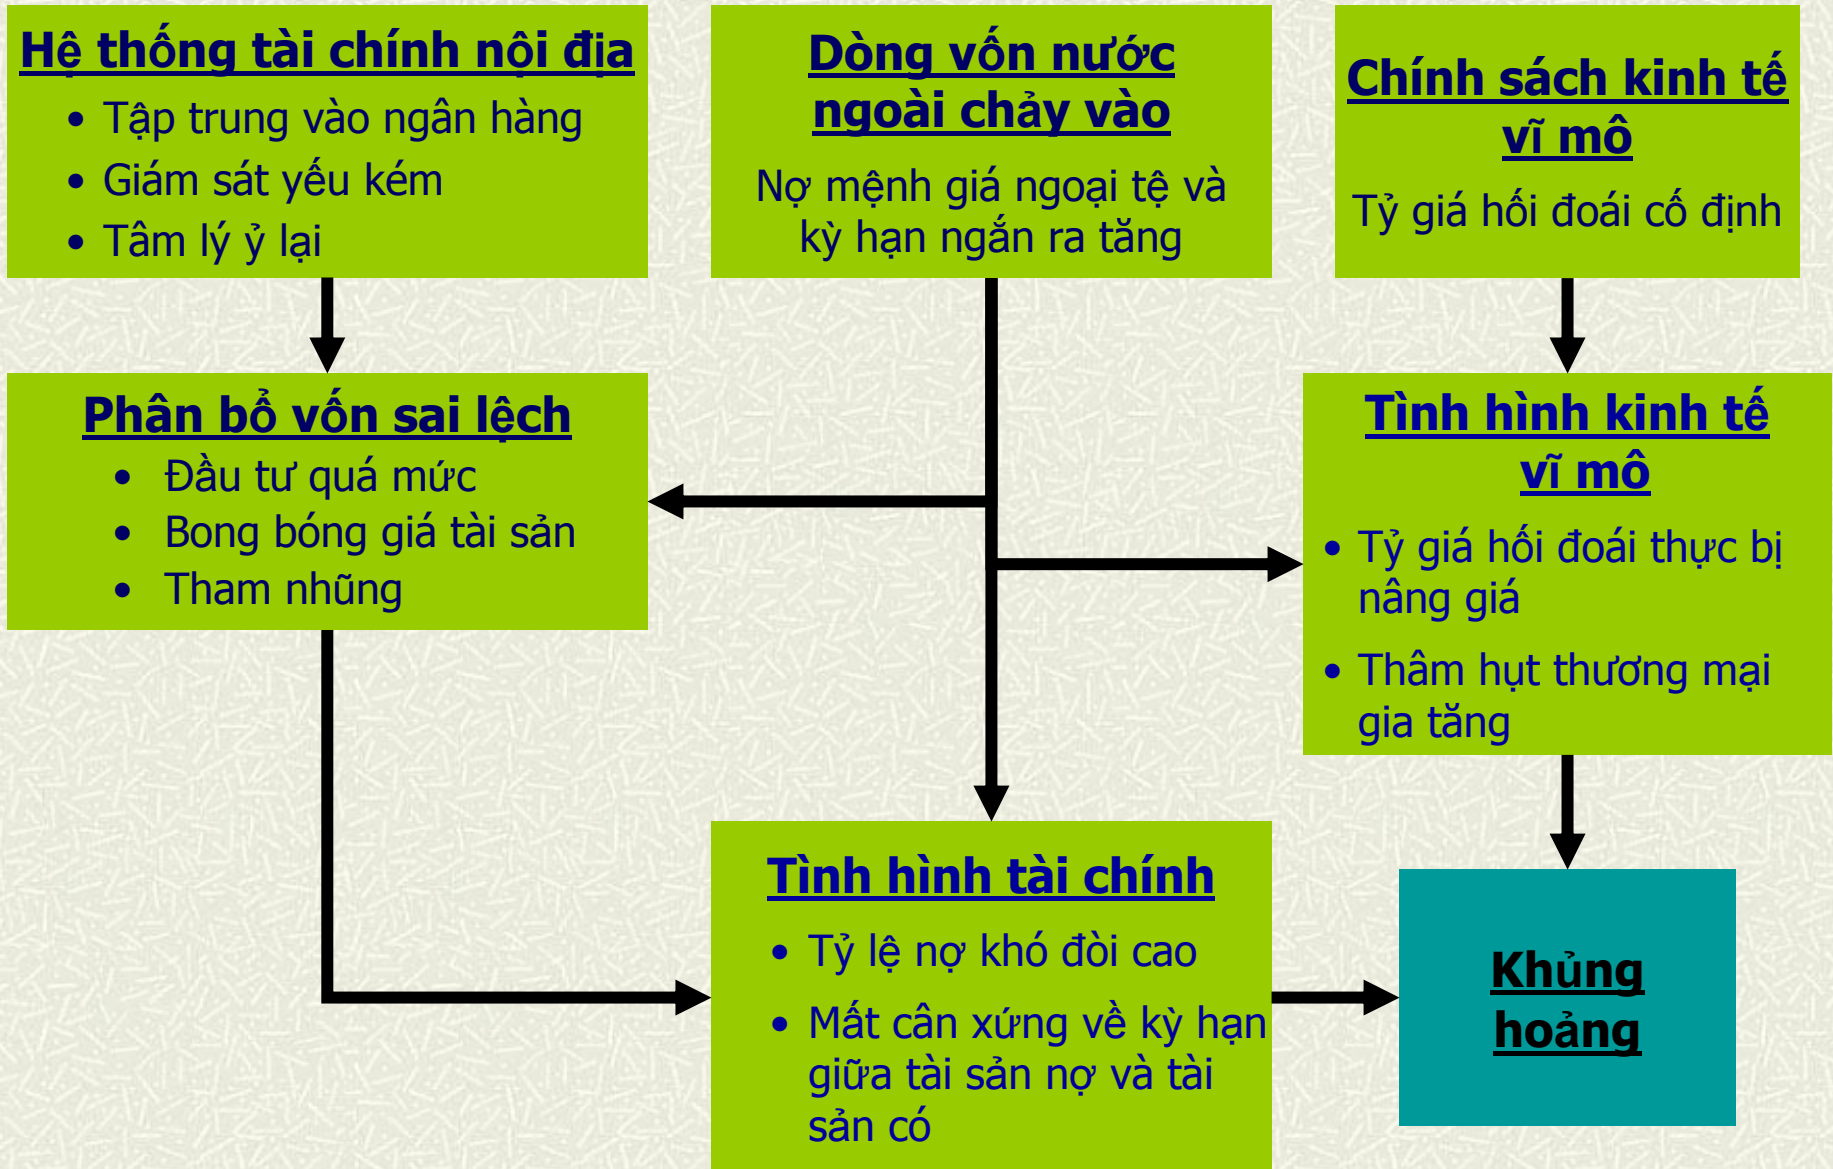 Hệ thống tài chính nội địa
• Tập trung vào ngân hàng
• Giám sát yếu kém
• Tâm lý ỷ lại
Dòng vốn nước
ngoài chảy vào
Nợ mệnh giá ngoại tệ và
kỳ hạn ngắn ra tăng
Chính sách kinh tế
vĩ mô
Tỷ giá hối đoái cố định
Phân bổ vốn sai lệch
• Đầu tư quá mức
• Bong bóng giá tài sản
• Tham nhũng
Tình hình kinh tế
vĩ mô
• Tỷ giá hối đoái thực bị
nâng giá
• Thâm hụt thương mại
gia tăng
Tình hình tài chính
• Tỷ lệ nợ khó đòi cao
• Mất cân xứng về kỳ hạn
giữa tài sản nợ và tài
sản có
Khủng
hoảng